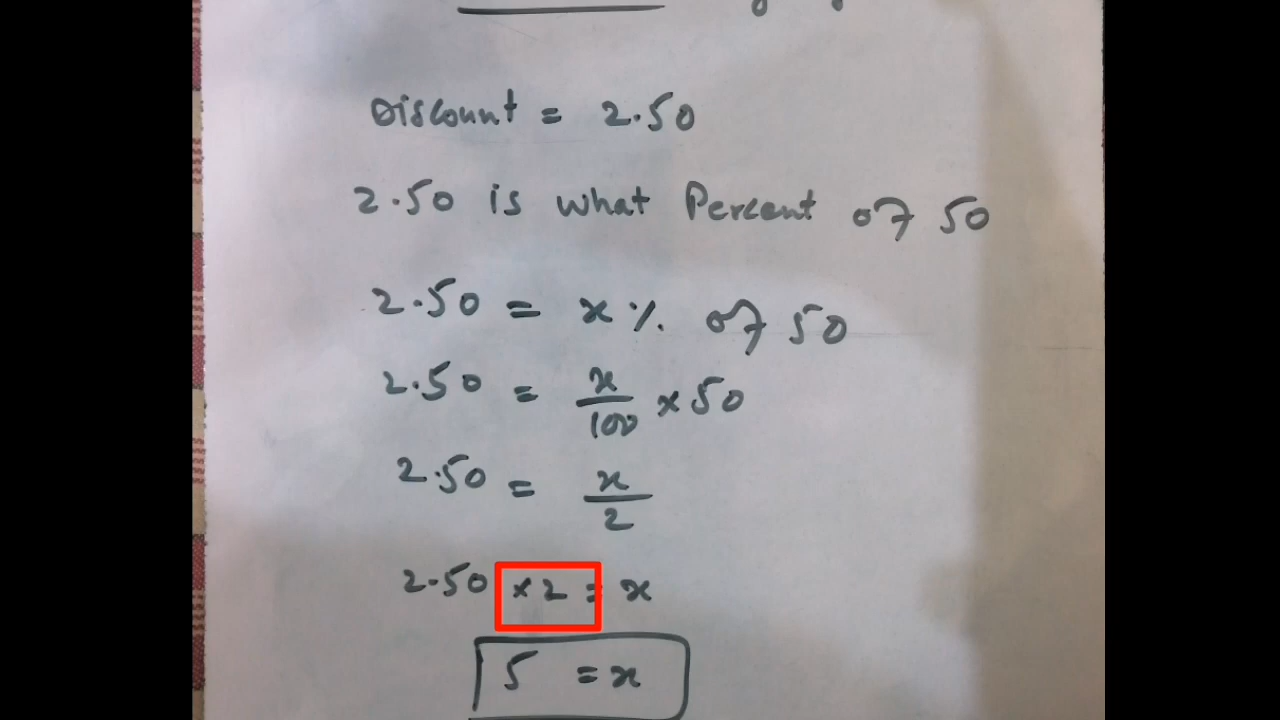 Discount = 2.50
2.50 is what Percent of 50
2.50 = x % of 50
2.50 = x/100 × 50
2.50 = x/2
2.50 × 2 = x
5 = x